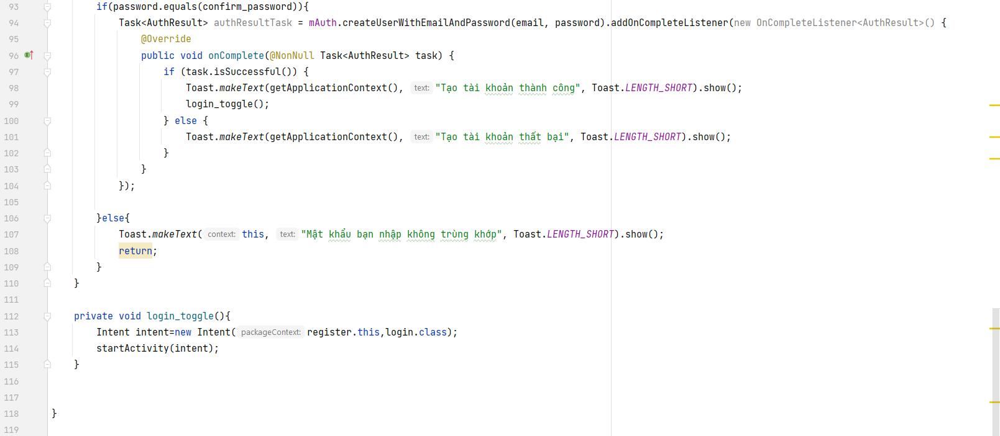 93 if(password.equals(confirm_password)){
94 Task<AuthResult> authResultTask = mAuth.createUserWithEmailAndPassword(email, password).addOnCompleteListener(new OnCompleteListener<AuthResult>() {
95 @Override
96 public void onComplete(@NonNull Task<AuthResult> task) {
97 if (task.isSuccessful()) {
98 Toast.makeText(getApplicationContext(), text: "Tạo tài khoản thành công", Toast.LENGTH_SHORT).show();
99 login_toggle();
100 } else {
101 Toast.makeText(getApplicationContext(), text: "Tạo tài khoản thất bại", Toast.LENGTH_SHORT).show();
102 }
103 }
104 });
105
106 }else{
107 Toast.makeText( context: this, text: "Mật khẩu bạn nhập không trùng khớp", Toast.LENGTH_SHORT).show();
108 return;
109 }
110 }
111
112 private void login_toggle(){
113 Intent intent=new Intent( packageContext: register.this,login.class);
114 startActivity(intent);
115 }
116
117
118 }
119